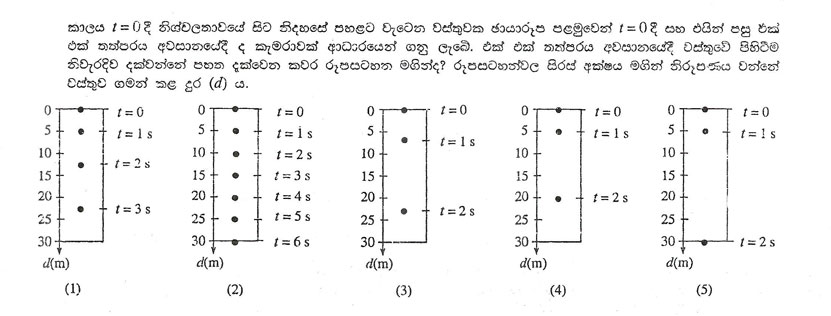 කාලය t = 0 දී නිශ්චලතාවයේ සිට නිදහසේ පහළට වැටෙන වස්තුවක ඡායාරූප පළමුවෙන් t = 0 දී සහ එයින් පසු එක්
එක් තත්පරය අවසානයේදී ද කැමරාවක් ආධාරයෙන් ගනු ලැබේ. එක් එක් තත්පරය අවසානයේදී වස්තුවේ පිහිටීම
නිවැරදිව දක්වන්නේ පහත දැක්වෙන කවර රූපසටහන මගින්ද? රූපසටහන්වල සිරස් අක්ෂය මගින් නිරූපණය වන්නේ
වස්තුව ගමන් කළ දුර (d) ය.
0 5 10 15 20 25 30 d(m) t = 0 t = 1 s t = 2 s t = 3 s (1)
0 5 10 15 20 25 30 d(m) t = 0 t = 1 s t = 2 s t = 3 s t = 4 s t = 5 s t = 6 s (2)
0 5 10 15 20 25 30 d(m) t = 0 t = 1 s t = 2 s (3)
0 5 10 15 20 25 30 d(m) t = 0 t = 1 s t = 2 s (4)
0 5 10 15 20 25 30 d(m) t = 0 t = 1 s t = 2 s (5)